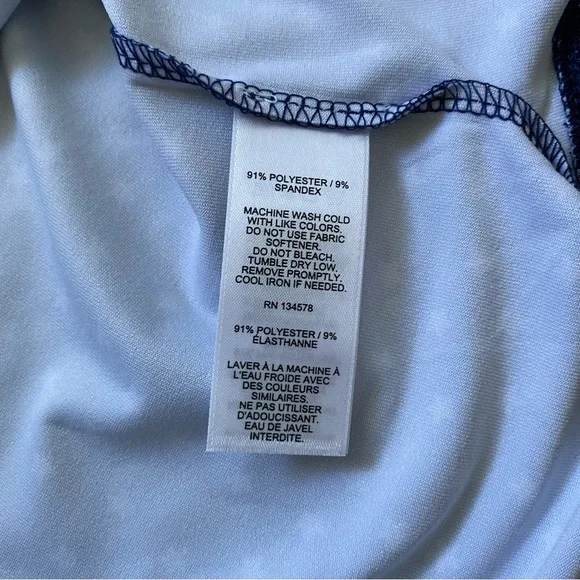 91% POLYESTER / 9%
SPANDEX
MACHINE WASH COLD
WITH LIKE COLORS.
DO NOT USE FABRIC
SOFTENER.
DO NOT BLEACH.
TUMBLE DRY LOW.
REMOVE PROMPTLY.
COOL IRON IF NEEDED.
RN 134578
91% POLYESTER / 9%
ÉLASTHANNE
LAVER À LA MACHINE À
L'EAU FROIDE AVEC
DES COULEURS
SIMILAIRES.
NE PAS UTILISER
D'ADOUCISSANT.
EAU DE JAVEL
INTERDITE.